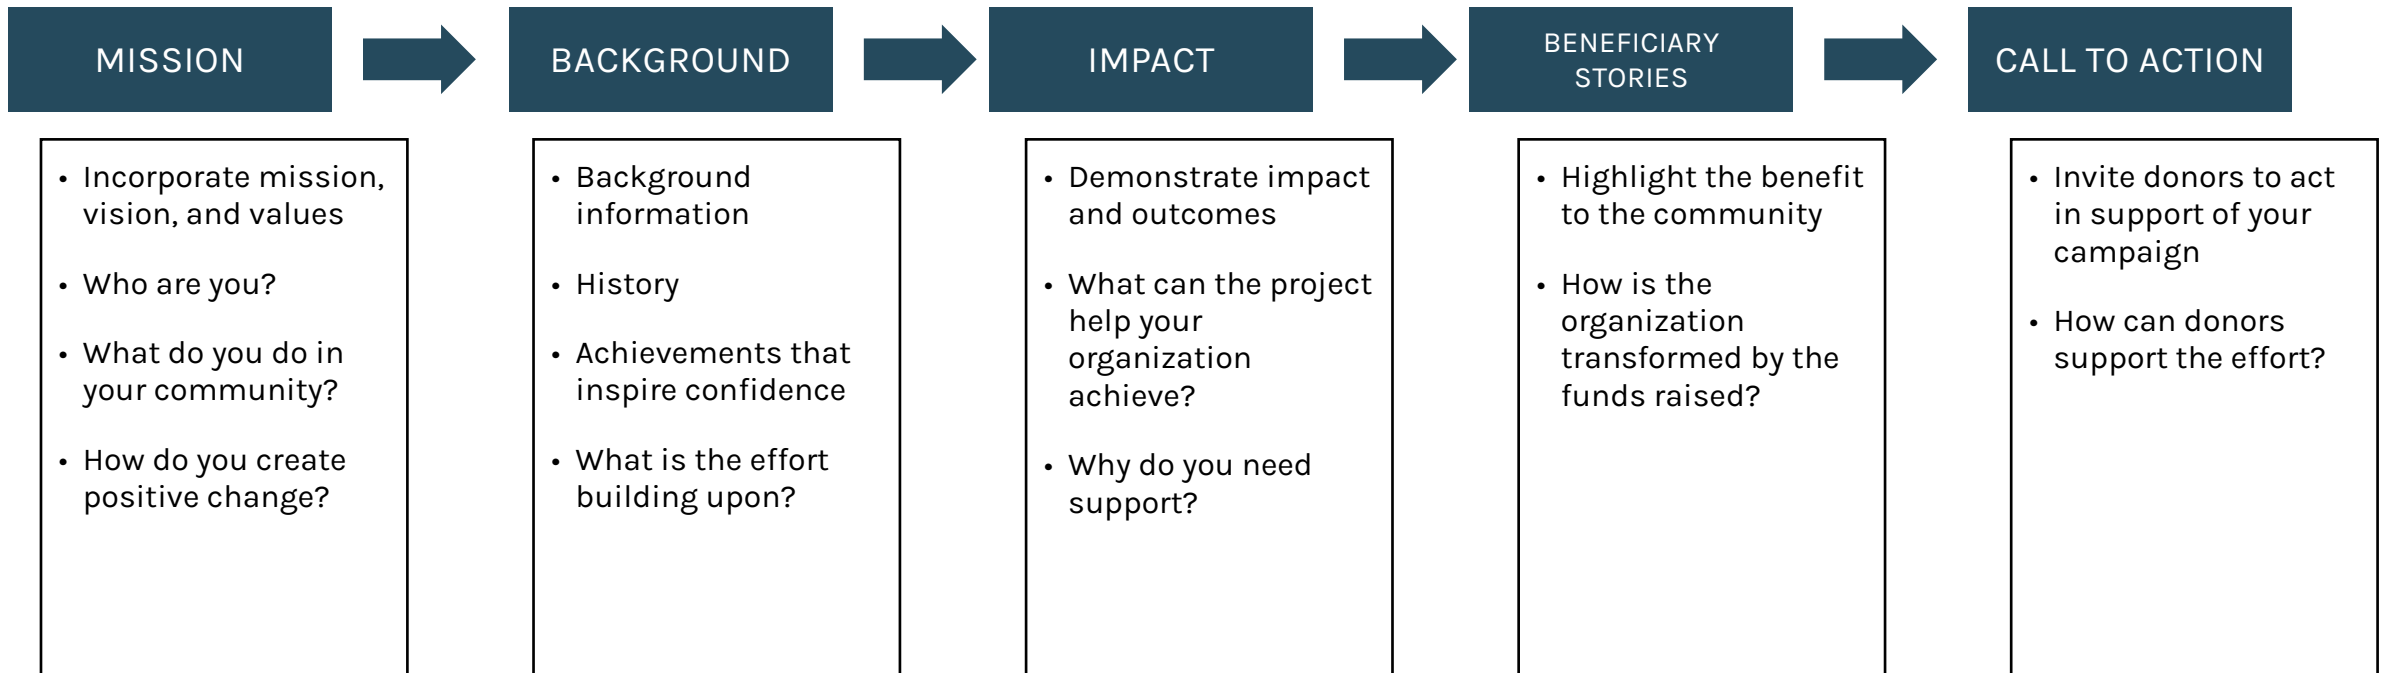 MISSION
BACKGROUND
IMPACT
BENEFICIARY
STORIES
CALL TO ACTION
• Incorporate mission,
vision, and values
• Who are you?
• What do you do in
your community?
• How do you create
positive change?
• Background
information
• History
• Achievements that
inspire confidence
• What is the effort
building upon?
• Demonstrate impact
and outcomes
• What can the project
help your
organization
achieve?
• Why do you need
support?
• Highlight the benefit
to the community
• How is the
organization
transformed by the
funds raised?
• Invite donors to act
in support of your
campaign
• How can donors
support the effort?